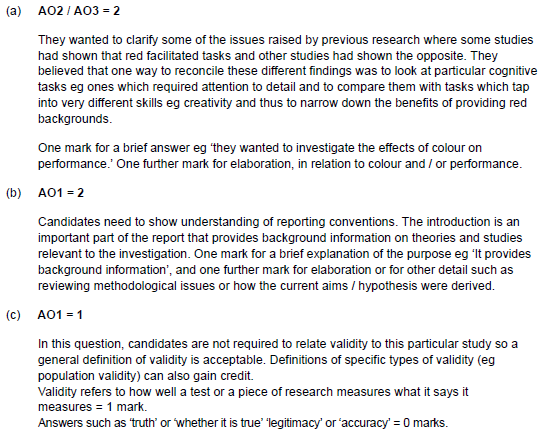 (a) AO2 / AO3 = 2
They wanted to clarify some of the issues raised by previous research where some studies
had shown that red facilitated tasks and other studies had shown the opposite. They
believed that one way to reconcile these different findings was to look at particular cognitive
tasks eg ones which required attention to detail and to compare them with tasks which tap
into very different skills eg creativity and thus to narrow down the benefits of providing red
backgrounds.
One mark for a brief answer eg 'they wanted to investigate the effects of colour on
performance.' One further mark for elaboration, in relation to colour and / or performance.
(b) AO1 = 2
Candidates need to show understanding of reporting conventions. The introduction is an
important part of the report that provides background information on theories and studies
relevant to the investigation. One mark for a brief explanation of the purpose eg 'It provides
background information', and one further mark for elaboration or for other detail such as
reviewing methodological issues or how the current aims / hypothesis were derived.
(c) AO1 = 1
In this question, candidates are not required to relate validity to this particular study so a
general definition of validity is acceptable. Definitions of specific types of validity (eg
population validity) can also gain credit.
Validity refers to how well a test or a piece of research measures what it says it
measures = 1 mark.
Answers such as 'truth' or 'whether it is true' 'legitimacy' or 'accuracy' = 0 marks.